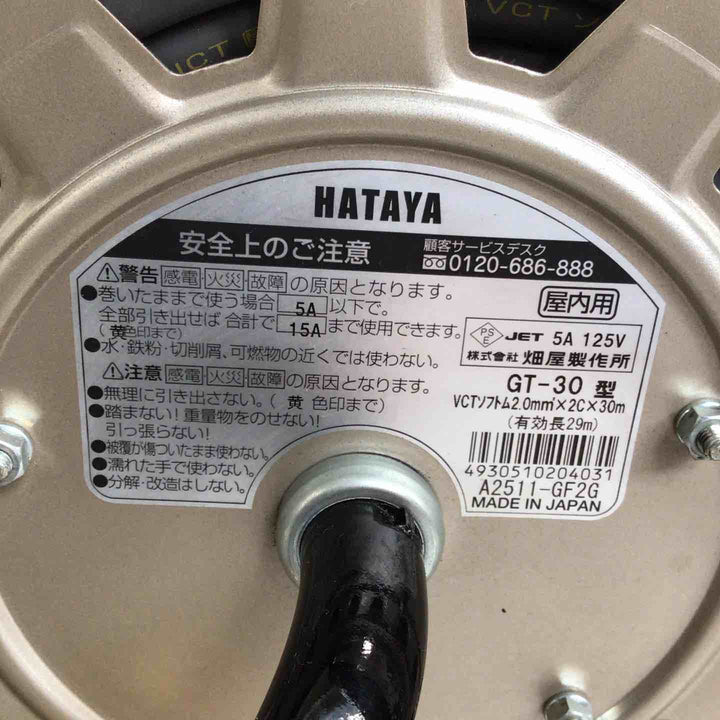 VCT ソ
VCT
HATAYA
安全上のご注意
顧客サービスデスク
0120-686-888
警告 感電 火災 故障 の原因となります。
●巻いたままで使う場合 5A 以下で。
全部引き出せば 合計で 15A まで使用できます。
(黄色印まで)
●水・鉄粉・切削屑、可燃物の近くでは使わない。
注意 感電 火災 故障 の原因となります。
●無理に引き出さない。( 黄 色印まで)
●踏まない!重量物をのせない!
引っ張らない!
●被覆が傷ついたまま使わない。
●濡れた手で使わない。
●分解・改造はしない。
屋内用
PSE JET 5A 125V
株式会社 畑屋製作所
GT-30 型
VCTソフト2.0mm²×2C×30m
(有効長29m)
4930510204031
A2511-GF2G
MADE IN JAPAN